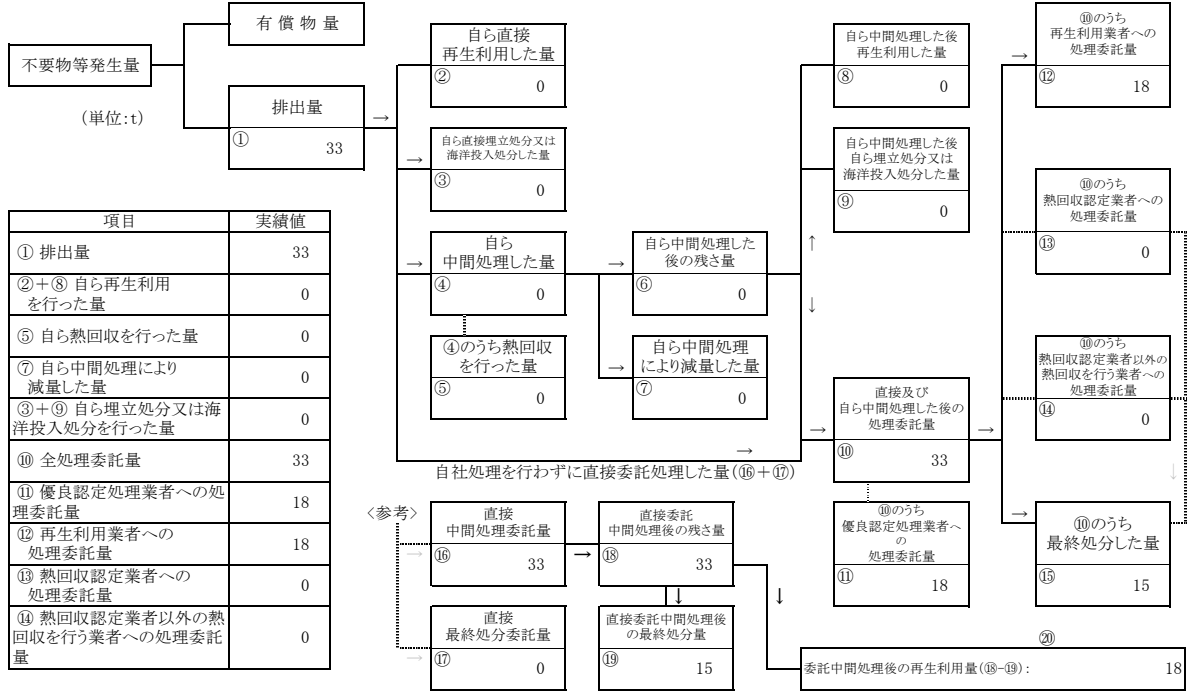 不要物等発生量
(単位:t)
有 償 物 量
排出量
① 33
→
自ら直接
再生利用した量
② 0
→
自ら直接埋立処分又は
海洋投入処分した量
③ 0
→
自ら
中間処理した量
④ 0
④のうち熱回収
を行った量
⑤ 0
→
自ら中間処理した
後の残さ量
⑥ 0
→
自ら中間処理
により減量した量
⑦ 0
自ら中間処理した後
再生利用した量
⑧ 0
自ら中間処理した後
自ら埋立処分又は
海洋投入処分した量
⑨ 0
↑
↓
→
自社処理を行わずに直接委託処理した量(⑯+⑰)
→
直接及び
自ら中間処理した後の
処理委託量
⑩ 33
⑩のうち
優良認定処理業者へ
の
処理委託量
⑪ 18
→
→
⑩のうち
再生利用業者への
処理委託量
⑫ 18
⑩のうち
熱回収認定業者への
処理委託量
⑬ 0
⑩のうち
熱回収認定業者以外の
熱回収を行う業者への
処理委託量
⑭ 0
↓
→
⑩のうち
最終処分した量
⑮ 15
項目 実績値
① 排出量 33
②+⑧ 自ら再生利用
を行った量 0
⑤ 自ら熱回収を行った量 0
⑦ 自ら中間処理により
減量した量 0
③+⑨ 自ら埋立処分又は海
洋投入処分を行った量 0
⑩ 全処理委託量 33
⑪ 優良認定処理業者への処
理委託量 18
⑫ 再生利用業者への
処理委託量 18
⑬ 熱回収認定業者への
処理委託量 0
⑭ 熱回収認定業者以外の熱
回収を行う業者への処理委託
量 0
〈参考〉
→
直接
中間処理委託量
⑯ 33
→
直接委託
中間処理後の残さ量
⑱ 33
↓
↓
→
直接
最終処分委託量
⑰ 0
直接委託中間処理後
の最終処分量
⑲ 15
⑳
委託中間処理後の再生利用量(⑱-⑲): 18